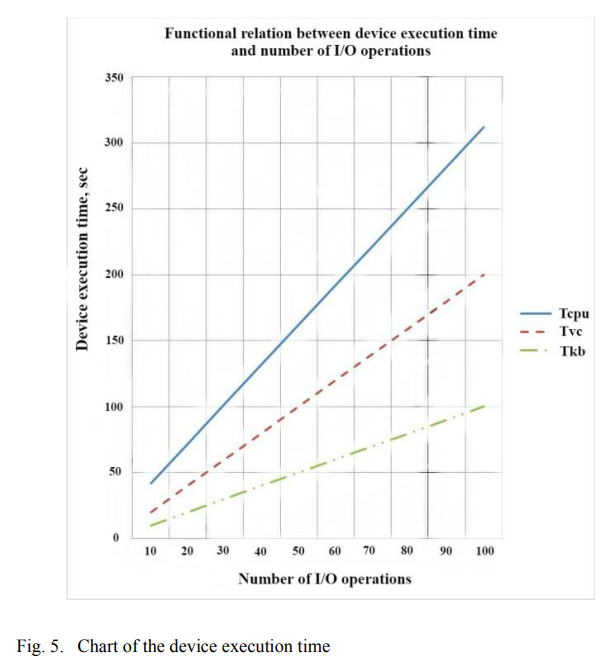 Functional relation between device execution time
and number of I/O operations
350
300
250
200
150
100
50
0
Device execution time, sec
10 20 30 40 50 60 70 80 90 100
Number of I/O operations
Tcpu
Tvc
Tkb
Fig. 5. Chart of the device execution time